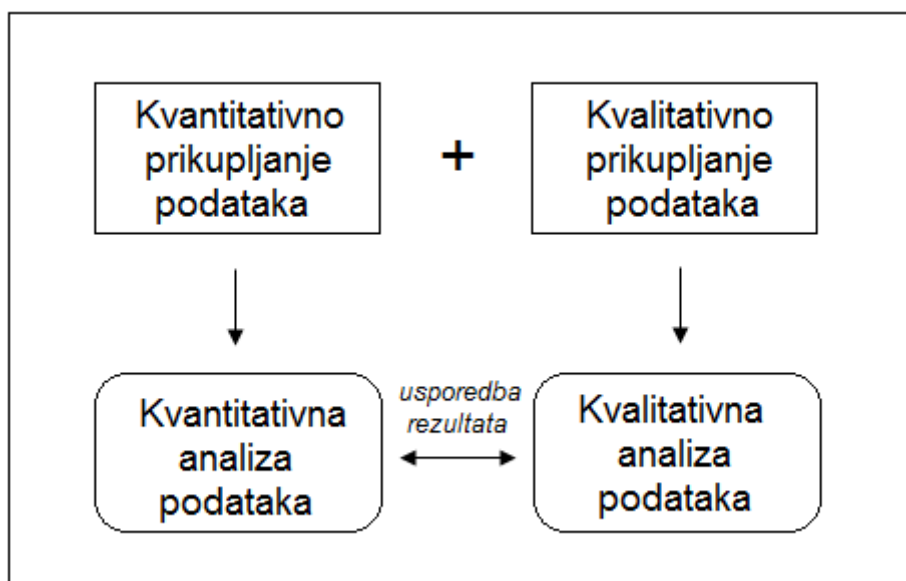 Kvantitativno
prikupljanje
podataka
+
Kvalitativno
prikupljanje
podataka
Kvantitativna
analiza
podataka
usporedba
rezultata
Kvalitativna
analiza
podataka